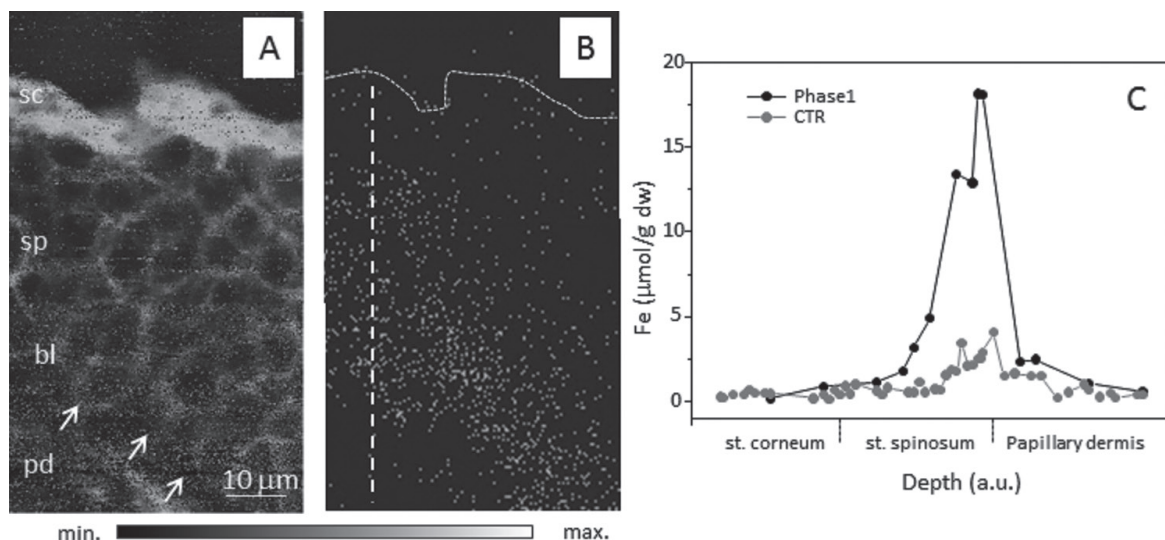 A
sc
sp
bl
pd
10 µm
B
min.
max.
C
Phase1
CTR
Fe (µmol/g dw)
20
15
10
5
0
st. corneum
st. spinosum
Papillary dermis
Depth (a.u.)